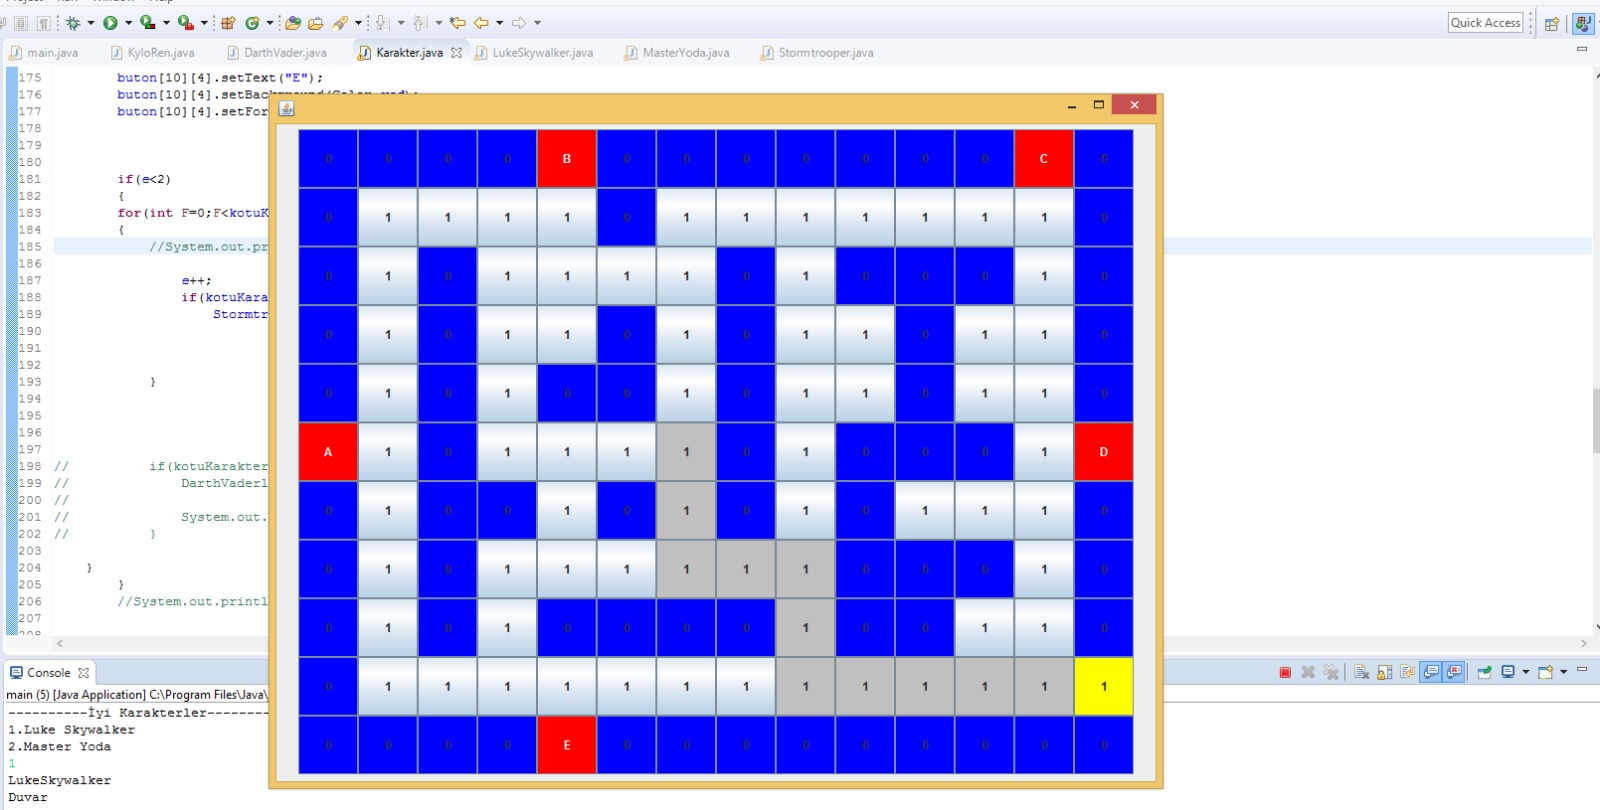 Quick Access
main.java KyloRen.java DarthVader.java Karakter.java LukeSkywalker.java MasterYoda.java Stormtrooper.java
175 buton[10][4].setText("E");
176
177 buton[10][4].setFor
178
179
180
181 if(e<2)
182 {
183 for(int F=0;F<kotuK
184 {
185 //System.out.pr
186
187 e++;
188 if(kotuKara
189 Stormtr
190
191
192
193 }
194
195
196
197
198 // if(kotuKarakter
199 // DarthVaderl
200 //
201 // System.out.
202 // }
203
204 }
205 }
206 //System.out.printl
207
0 0 0 0 B 0 0 0 0 0 0 0 C 0
0 1 1 1 1 0 1 1 1 1 1 1 1 0
0 1 0 1 1 1 1 0 1 0 0 0 1 0
0 1 0 1 1 0 1 0 1 1 0 1 1 0
0 1 0 1 0 0 1 0 1 1 0 1 1 0
A 1 0 1 1 1 1 0 1 0 0 0 1 D
0 1 0 0 1 0 1 0 1 0 1 1 1 0
0 1 0 1 1 1 1 1 1 0 0 0 1 0
0 1 0 1 0 0 0 0 1 0 0 1 1 0
0 1 1 1 1 1 1 1 1 1 1 1 1 1
0 0 0 0 E 0 0 0 0 0 0 0 0 0
Console
main (5) [Java Application] C:\Program Files\Java\
----------İyi Karakterler--------
1.Luke Skywalker
2.Master Yoda
1
LukeSkywalker
Duvar